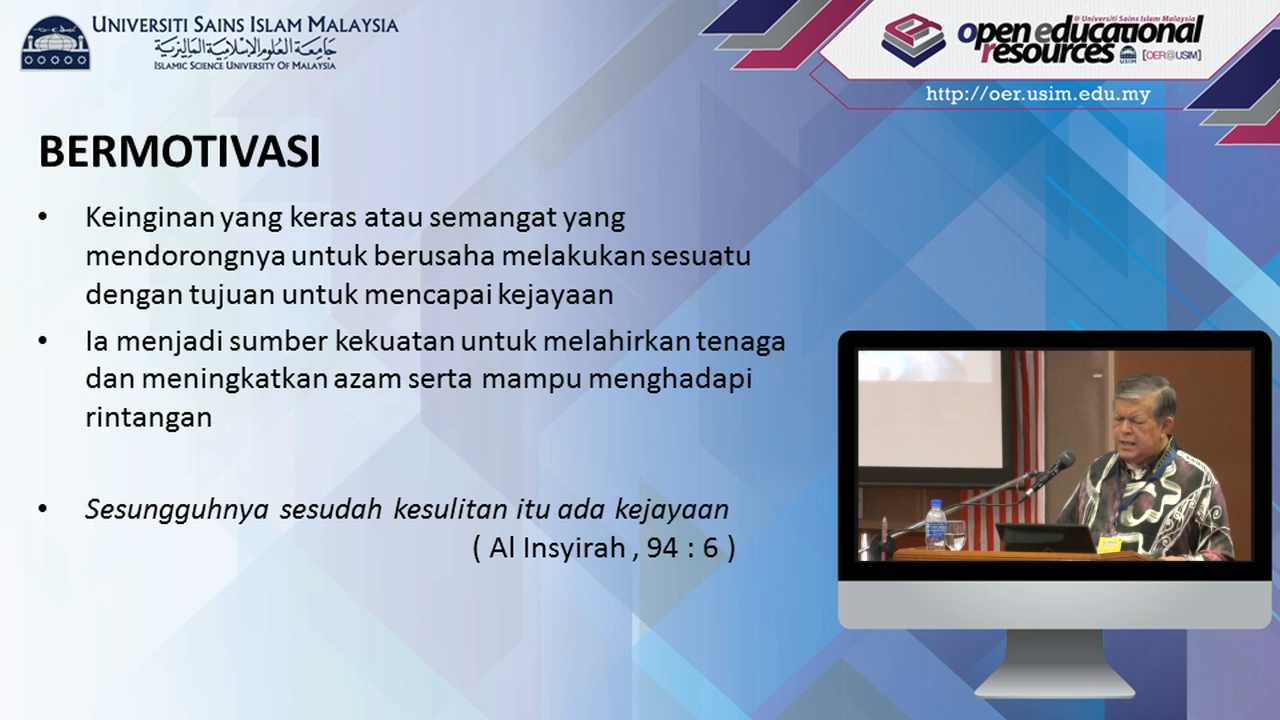 UNIVERSITI SAINS ISLAM MALAYSIA
جامعة العلوم الإسلامية الماليزية
ISLAMIC SCIENCE UNIVERSITY OF MALAYSIA
@ Universiti Sains Islam Malaysia
open educational
resources
USIM
[OER@USIM]
http://oer.usim.edu.my
BERMOTIVASI
• Keinginan yang keras atau semangat yang
mendorongnya untuk berusaha melakukan sesuatu
dengan tujuan untuk mencapai kejayaan
• Ia menjadi sumber kekuatan untuk melahirkan tenaga
dan meningkatkan azam serta mampu menghadapi
rintangan
• Sesungguhnya sesudah kesulitan itu ada kejayaan
( Al Insyirah , 94 : 6 )